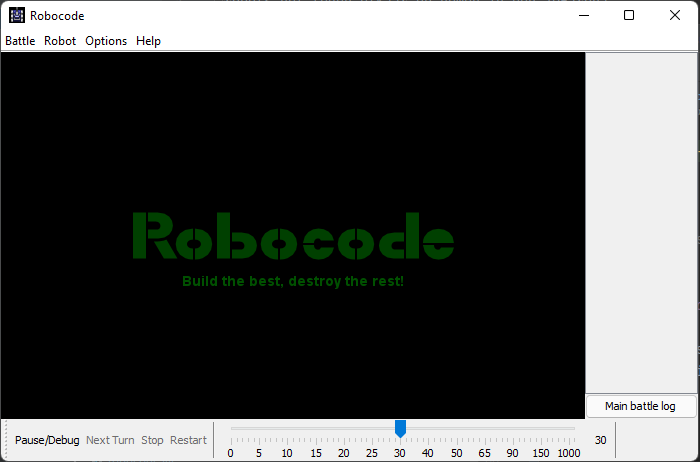 Robocode
Battle Robot Options Help
Robocode
Build the best, destroy the rest!
Main battle log
Pause/Debug Next Turn Stop Restart
0 5 10 15 20 25 30 40 50 65 90 150 1000
30